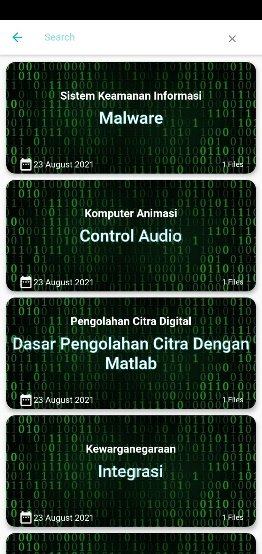 Search
Sistem Keamanan Informasi
Malware
23 August 2021
1 Files
Komputer Animasi
Control Audio
23 August 2021
1 Files
Pengolahan Citra Digital
Dasar Pengolahan Citra Dengan
Matlab
23 August 2021
1 Files
Kewarganegaraan
Integrasi
23 August 2021
1 Files